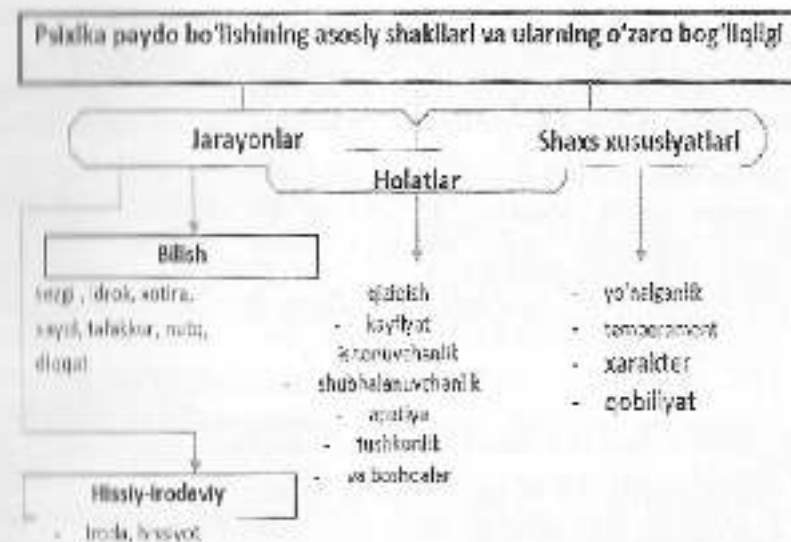 Psixika paydo bo'lishining asosiy shakllari va ularning o'zaro bog'liqligi
Jarayonlar
Shaxs xususiyatlari
Holatlar
Bilish
sezgi, idrok, xotira,
xayol, tafakkur, nutq,
diqqat
qiziqish
- kayfiyat
ishonuvchanlik
- shubhalanuvchanlik
- apatiya
- tushkunlik
- va boshqalar
- yo'nalganlik
- temperament
- xarakter
- qobiliyat
Hissiy-irodaviy
- Iroda, hissiyot